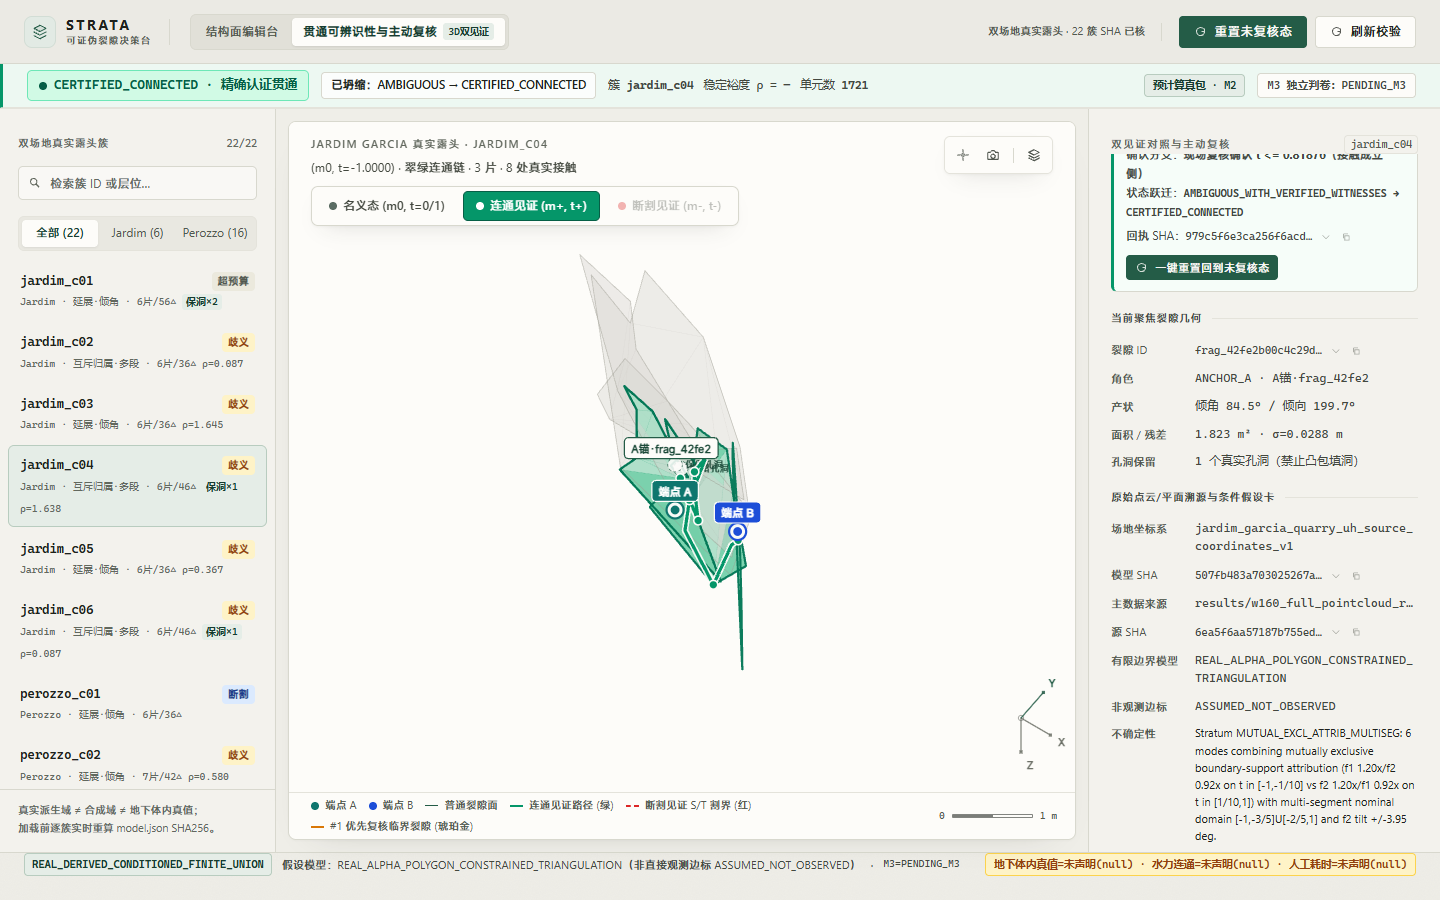 STRATA
可证伪裂隙决策台
结构面编辑台
贯通可辨识性与主动复核 3D双见证
双场地真实露头 · 22 簇 SHA 已核
重置未复核态
刷新校验
CERTIFIED_CONNECTED · 精确认证贯通
已坍缩: AMBIGUOUS → CERTIFIED_CONNECTED
簇 jardim_c04 稳定裕度 ρ = — 单元数 1721
预计算真包 · M2
M3 独立判卷: PENDING_M3
双场地真实露头簇 22/22
检索簇 ID 或层位...
全部 (22) Jardim (6) Perozzo (16)
jardim_c01 超预算
Jardim · 延展·倾角 · 6片/56△ 保洞×2
jardim_c02 歧义
Jardim · 互斥归属·多段 · 6片/36△ ρ=0.087
jardim_c03 歧义
Jardim · 延展·倾角 · 6片/36△ ρ=1.645
jardim_c04 歧义
Jardim · 延展·倾角 · 6片/46△ 保洞×1
ρ=1.638
jardim_c05 歧义
Jardim · 延展·倾角 · 6片/36△ ρ=0.367
jardim_c06 歧义
Jardim · 互斥归属·多段 · 6片/46△ 保洞×1
ρ=0.087
perozzo_c01 断割
Perozzo · 延展·倾角 · 6片/36△
perozzo_c02 歧义
Perozzo · 延展·倾角 · 7片/42△ ρ=0.580
真实派生域 ≠ 合成域 ≠ 地下体内真值;
加载前逐簇实时重算 model.json SHA256。
JARDIM GARCIA 真实露头 · JARDIM_C04
(m0, t=-1.0000) · 翠绿连通链 · 3 片 · 8 处真实接触
名义态 (m0, t=0/1)
连通见证 (m+, t+)
断割见证 (m-, t-)
A锚·frag_42fe2
端点 A
端点 B
Y
X
Z
端点 A 端点 B 普通裂隙面 连通见证路径 (绿) 断割见证 S/T 割界 (红)
#1 优先复核临界裂隙 (琥珀金)
0 1 m
双见证对照与主动复核 jardim_c04
确认分支: 现场复核确认 t <= 0.81876 (接触成立
侧)
状态跃迁: AMBIGUOUS_WITH_VERIFIED_WITNESSES →
CERTIFIED_CONNECTED
回执 SHA: 979c5f6e3ca256f6acd…
一键重置回到未复核态
当前聚焦裂隙几何
裂隙 ID frag_42fe2b00c4c29d…
角色 ANCHOR_A · A锚·frag_42fe2
产状 倾角 84.5° / 倾向 199.7°
面积 / 残差 1.823 m² · σ=0.0288 m
孔洞保留 1 个真实孔洞 (禁止凸包填洞)
原始点云/平面溯源与条件假设卡
场地坐标系 jardim_garcia_quarry_uh_source_
coordinates_v1
模型 SHA 507fb483a703025267a…
主数据来源 results/w160_full_pointcloud_r…
源 SHA 6ea5f6aa57187b755ed…
有限边界模型 REAL_ALPHA_POLYGON_CONSTRAINED_
TRIANGULATION
非观测边标 ASSUMED_NOT_OBSERVED
不确定性 Stratum MUTUAL_EXCL_ATTRIB_MULTISEG: 6
modes combining mutually exclusive
boundary-support attribution (f1 1.20x/f2
0.92x on t in [-1,-1/10] vs f2 1.20x/f1 0.92x on
t in [1/10,1]) with multi-segment nominal
domain [-1,-3/5]U[-2/5,1] and f2 tilt +/-3.95
deg.
REAL_DERIVED_CONDITIONED_FINITE_UNION
假设模型: REAL_ALPHA_POLYGON_CONSTRAINED_TRIANGULATION (非直接观测边标 ASSUMED_NOT_OBSERVED) · M3=PENDING_M3
地下体内真值=未声明(null) · 水力连通=未声明(null) · 人工耗时=未声明(null)